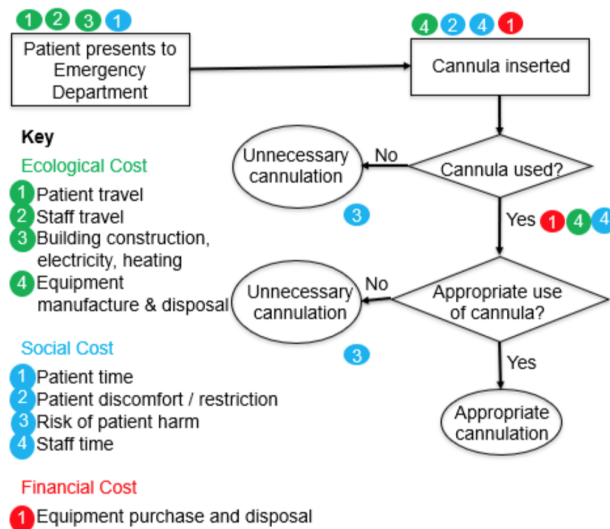 1 2 3 1
4 2 4 1
Patient presents to
Emergency
Department
Cannula inserted
Key
Ecological Cost
1 Patient travel
2 Staff travel
3 Building construction,
electricity, heating
4 Equipment
manufacture & disposal
Social Cost
1 Patient time
2 Patient discomfort / restriction
3 Risk of patient harm
4 Staff time
Financial Cost
1 Equipment purchase and disposal
Unnecessary
cannulation
No
Cannula used?
3
Yes 1 4 4
Unnecessary
cannulation
No
Appropriate use
of cannula?
3
Yes
Appropriate
cannulation